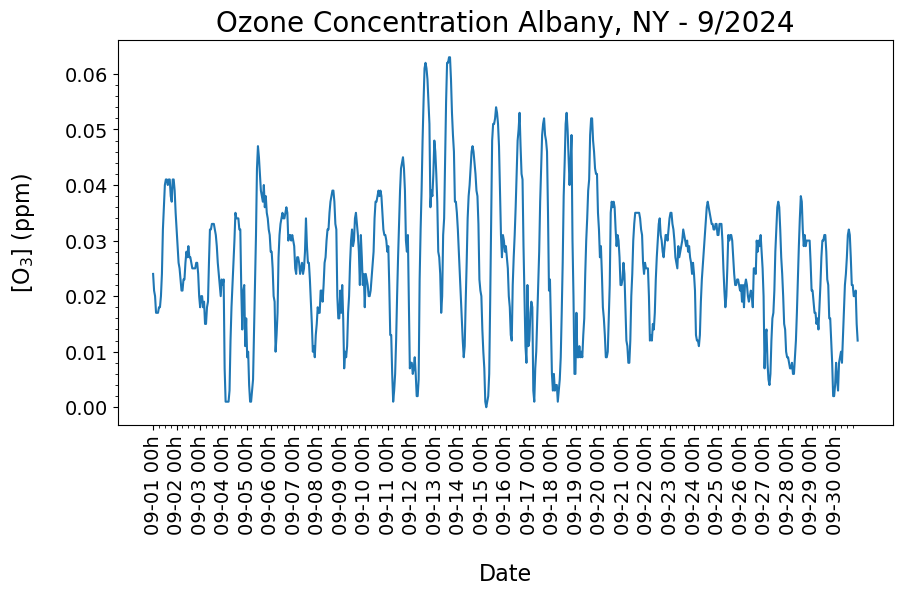 Ozone Concentration Albany, NY - 9/2024
[O₃] (ppm)
0.06
0.05
0.04
0.03
0.02
0.01
0.00
09-01 00h
09-02 00h
09-03 00h
09-04 00h
09-05 00h
09-06 00h
09-07 00h
09-08 00h
09-09 00h
09-10 00h
09-11 00h
09-12 00h
09-13 00h
09-14 00h
09-15 00h
09-16 00h
09-17 00h
09-18 00h
09-19 00h
09-20 00h
09-21 00h
09-22 00h
09-23 00h
09-24 00h
09-25 00h
09-26 00h
09-27 00h
09-28 00h
09-29 00h
09-30 00h
Date